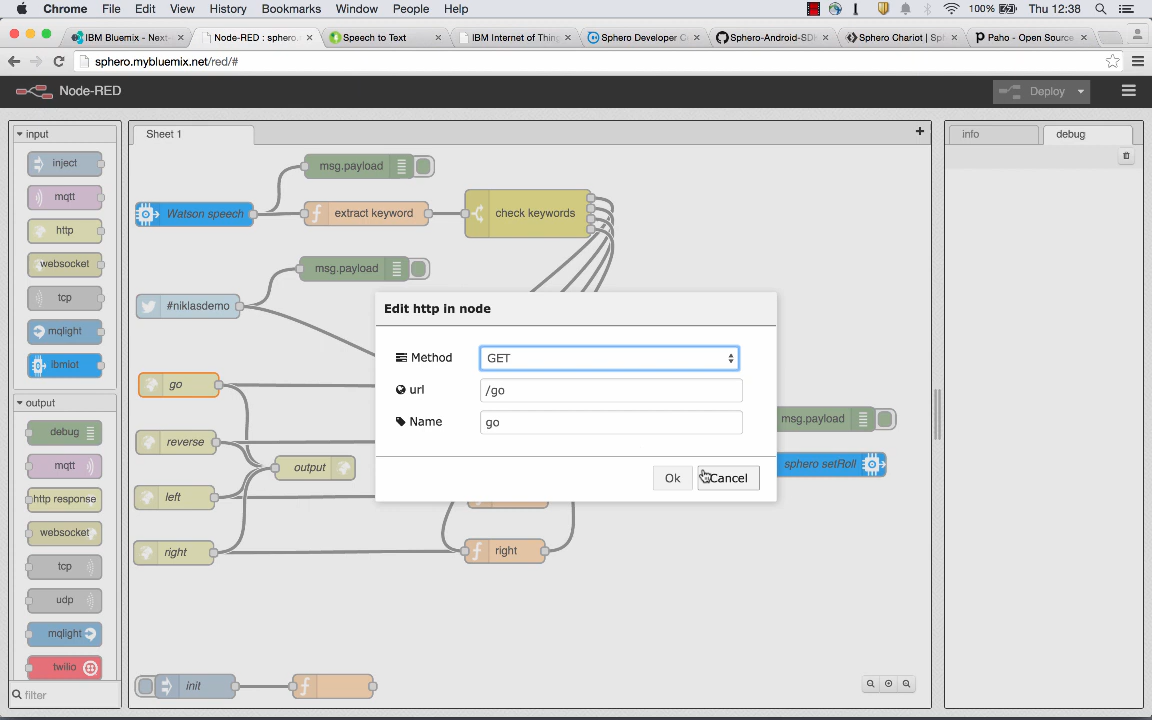 Chrome File Edit View History Bookmarks Window People Help 100% Thu 12:38
IBM Bluemix - Next- Node-RED : sphero. Speech to Text IBM Internet of Thin Sphero Developer C Sphero-Android-SD Sphero Chariot | Sp Paho - Open Source
sphero.mybluemix.net/red/#
Node-RED Deploy
input
inject
mqtt
http
websocket
tcp
mqlight
ibmiot
output
debug
mqtt
http response
websocket
tcp
udp
mqlight
twilio
filter
Sheet 1 +
msg.payload
Watson speech extract keyword check keywords
msg.payload
#niklasdemo
go
reverse
output
left
right
right
init
msg.payload
sphero setRoll
Edit http in node
Method GET
url /go
Name go
Ok Cancel
info debug